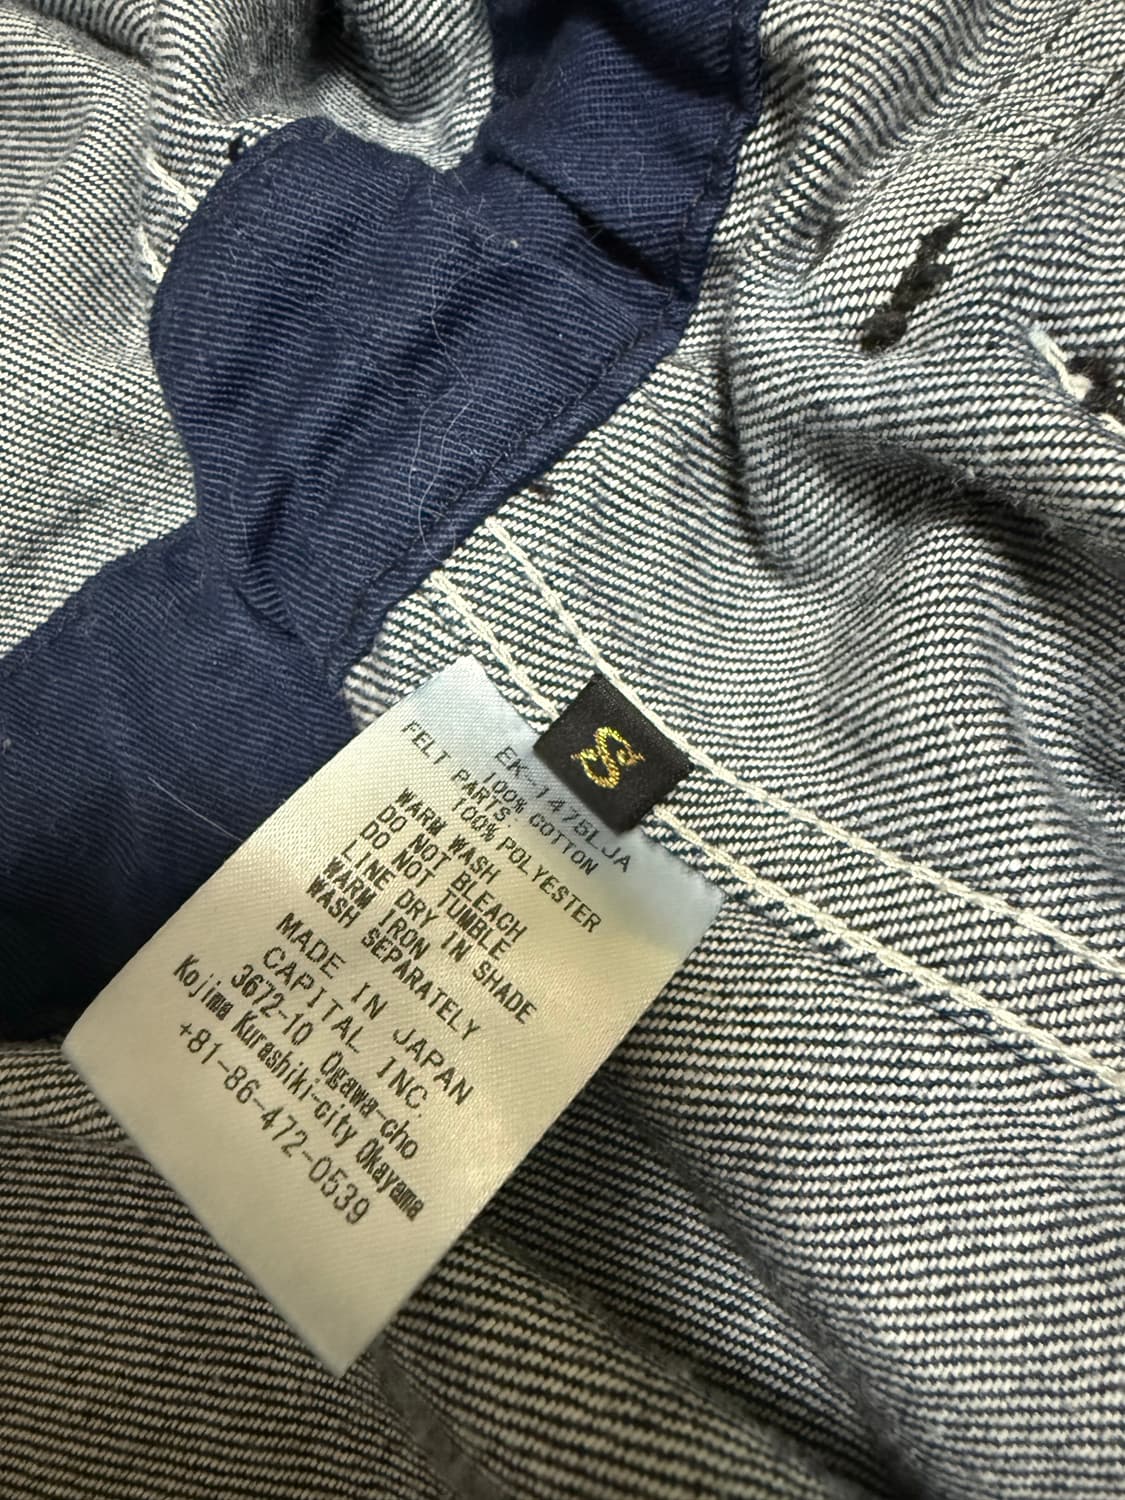 S
EK-1475LJA
100% COTTON
FELT PARTS
100% POLYESTER
WARM WASH
DO NOT BLEACH
DO NOT TUMBLE
LINE DRY IN SHADE
WARM IRON
WASH SEPARATELY
MADE IN JAPAN
CAPITAL INC.
3672-10 Ogawa-cho
Kojima Kurashiki-city Okayama
+81-86-472-0539